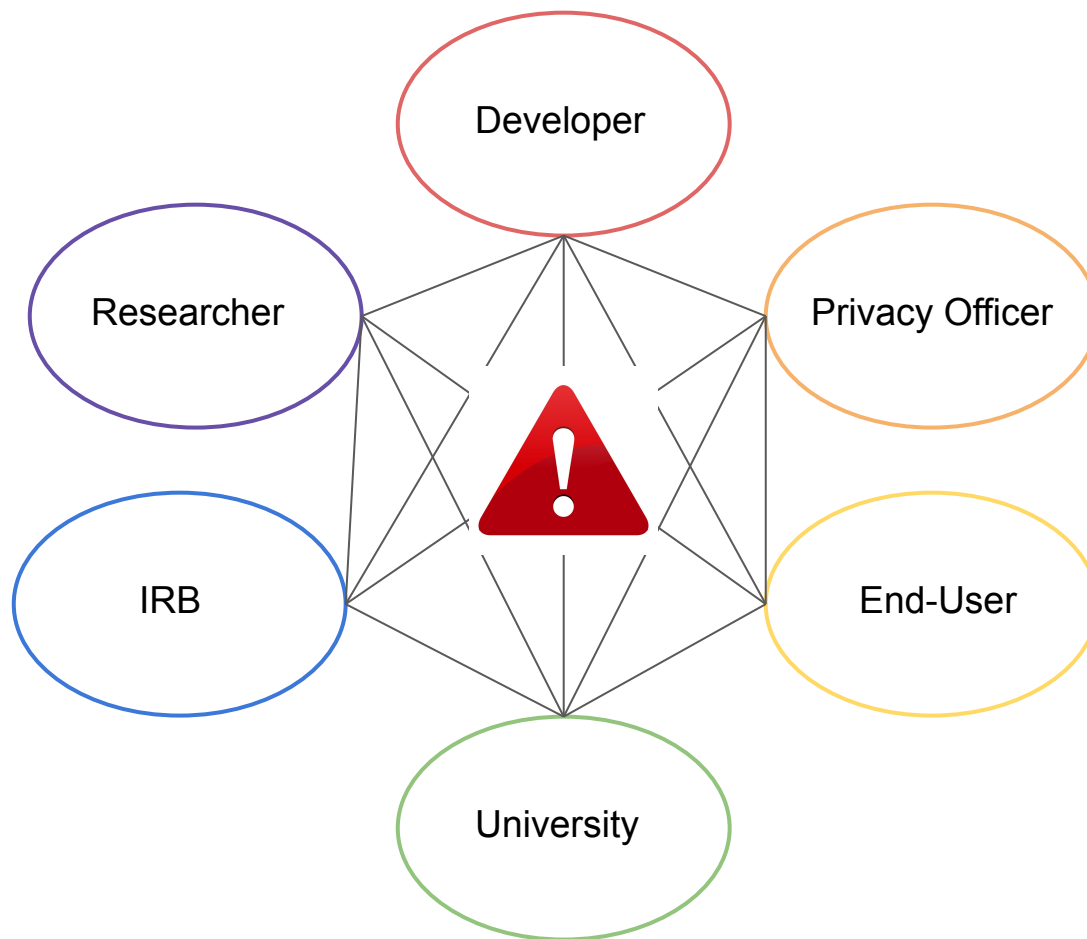 Developer
Researcher
Privacy Officer
IRB
End-User
University